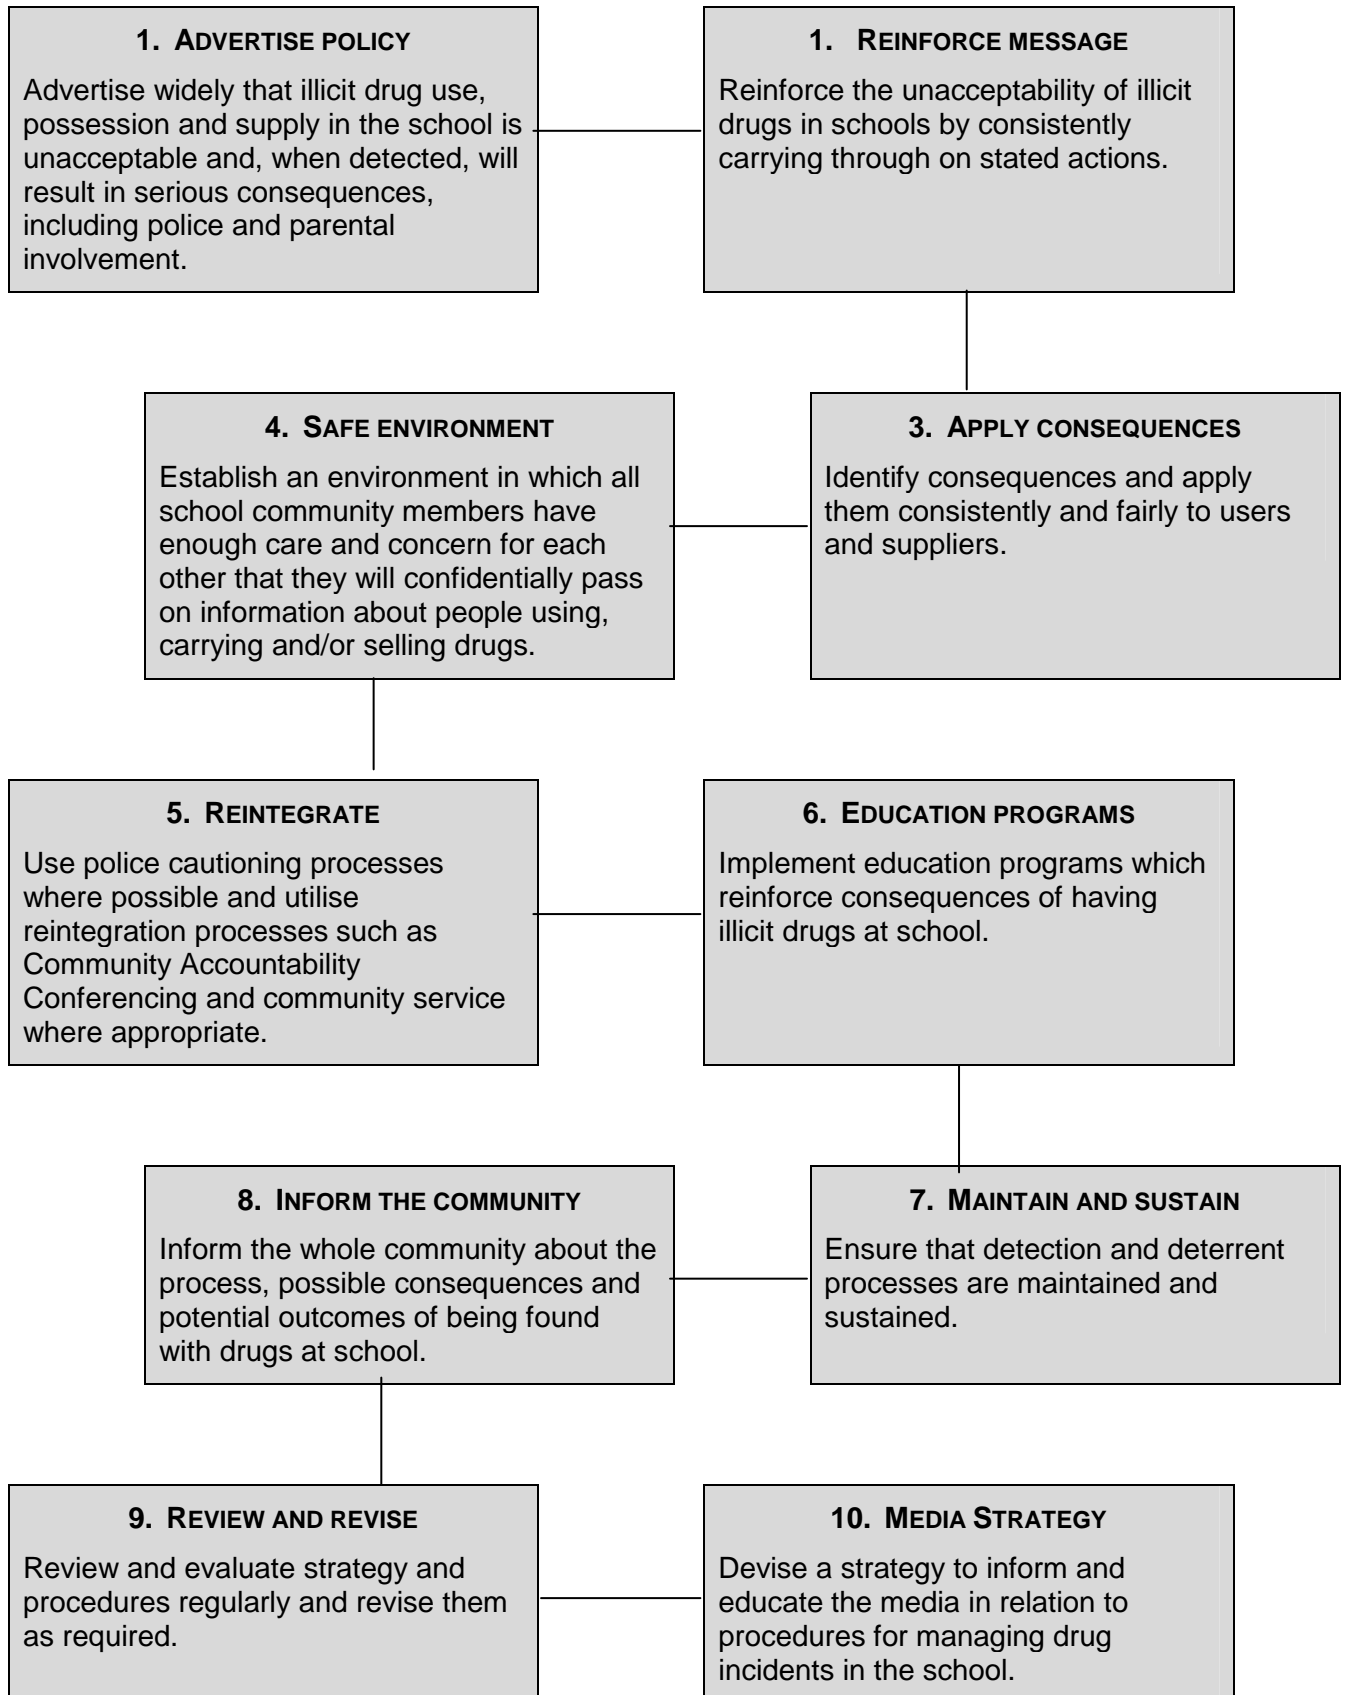 1. ADVERTISE POLICY
Advertise widely that illicit drug use,
possession and supply in the school is
unacceptable and, when detected, will
result in serious consequences,
including police and parental
involvement.
1. REINFORCE MESSAGE
Reinforce the unacceptability of illicit
drugs in schools by consistently
carrying through on stated actions.
3. APPLY CONSEQUENCES
Identify consequences and apply
them consistently and fairly to users
and suppliers.
4. SAFE ENVIRONMENT
Establish an environment in which all
school community members have
enough care and concern for each
other that they will confidentially pass
on information about people using,
carrying and/or selling drugs.
5. REINTEGRATE
Use police cautioning processes
where possible and utilise
reintegration processes such as
Community Accountability
Conferencing and community service
where appropriate.
6. EDUCATION PROGRAMS
Implement education programs which
reinforce consequences of having
illicit drugs at school.
7. MAINTAIN AND SUSTAIN
Ensure that detection and deterrent
processes are maintained and
sustained.
8. INFORM THE COMMUNITY
Inform the whole community about the
process, possible consequences and
potential outcomes of being found
with drugs at school.
9. REVIEW AND REVISE
Review and evaluate strategy and
procedures regularly and revise them
as required.
10. MEDIA STRATEGY
Devise a strategy to inform and
educate the media in relation to
procedures for managing drug
incidents in the school.